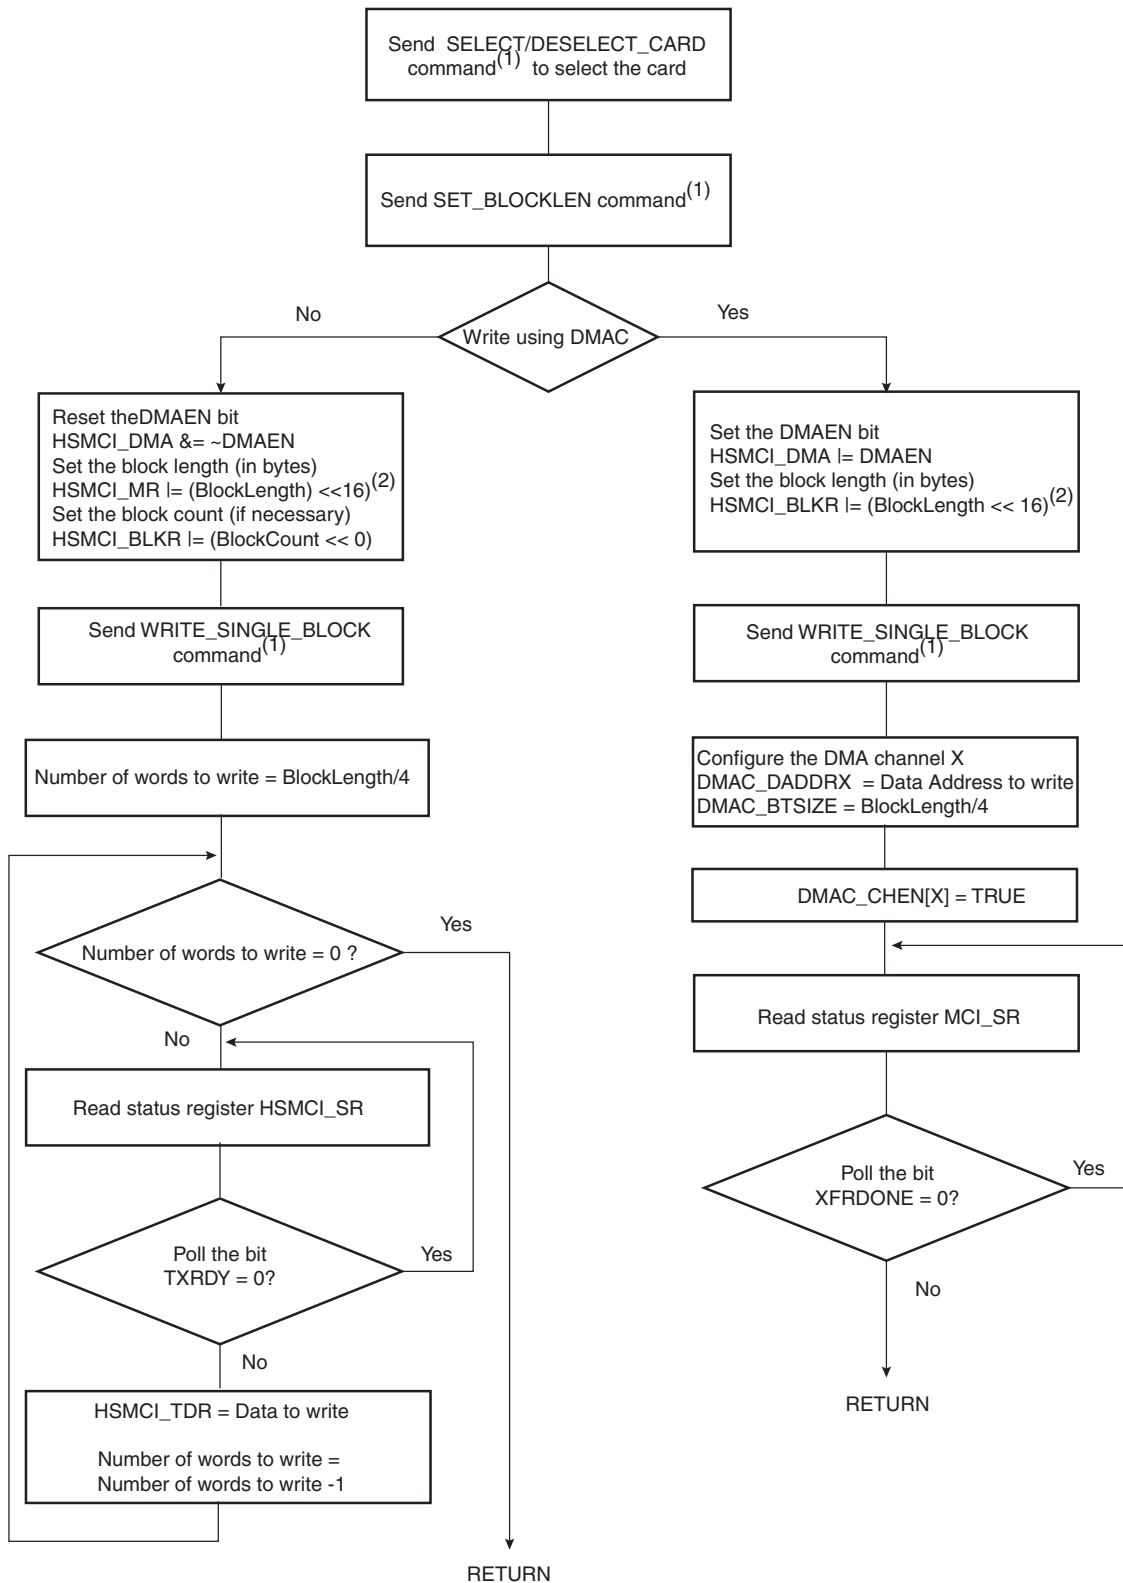 Send SELECT/DESELECT_CARD
command(1) to select the card
Send SET_BLOCKLEN command(1)
Write using DMAC
No
Yes
Reset theDMAEN bit
HSMCI_DMA &= ~DMAEN
Set the block length (in bytes)
HSMCI_MR |= (BlockLength) <<16)(2)
Set the block count (if necessary)
HSMCI_BLKR |= (BlockCount << 0)
Send WRITE_SINGLE_BLOCK
command(1)
Number of words to write = BlockLength/4
Number of words to write = 0 ?
Yes
No
Read status register HSMCI_SR
Poll the bit
TXRDY = 0?
Yes
No
HSMCI_TDR = Data to write
Number of words to write =
Number of words to write -1
RETURN
Set the DMAEN bit
HSMCI_DMA |= DMAEN
Set the block length (in bytes)
HSMCI_BLKR |= (BlockLength << 16)(2)
Send WRITE_SINGLE_BLOCK
command(1)
Configure the DMA channel X
DMAC_DADDRX = Data Address to write
DMAC_BTSIZE = BlockLength/4
DMAC_CHEN[X] = TRUE
Read status register MCI_SR
Poll the bit
XFRDONE = 0?
Yes
No
RETURN